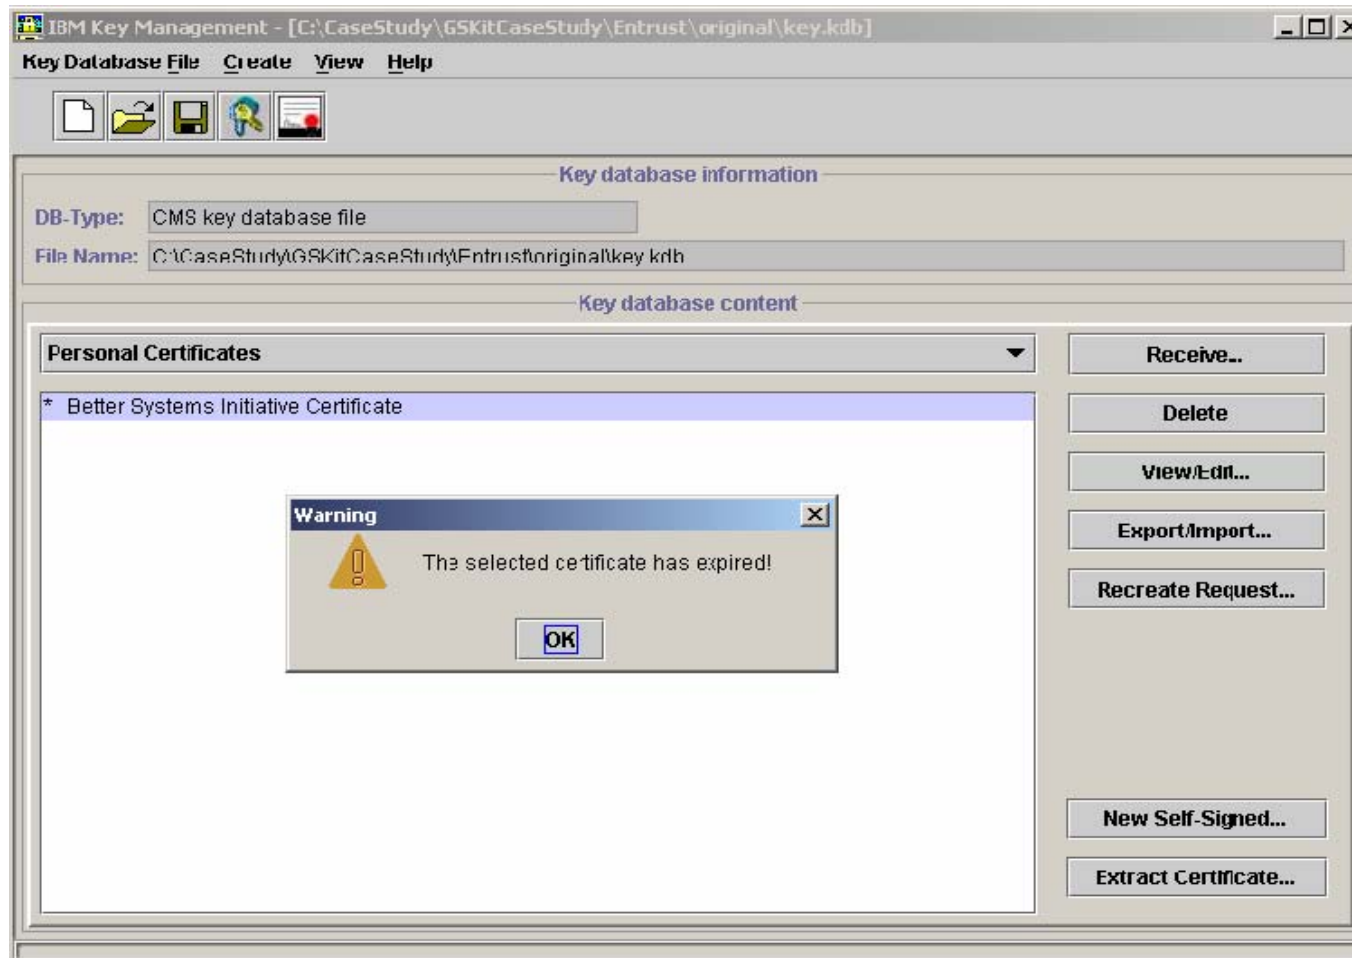 IBM Key Management - [C:\CaseStudy\GSKitCaseStudy\Entrust\original\key.kdb]
Key Database File Create View Help
Key database information
DB-Type: CMS key database file
File Name: C:\CaseStudy\GSKitCaseStudy\Entrust\original\key.kdb
Key database content
Personal Certificates
Receive...
* Better Systems Initiative Certificate
Delete
View/Edit...
Warning
Export/Import...
The selected certificate has expired!
Recreate Request...
OK
New Self-Signed...
Extract Certificate...